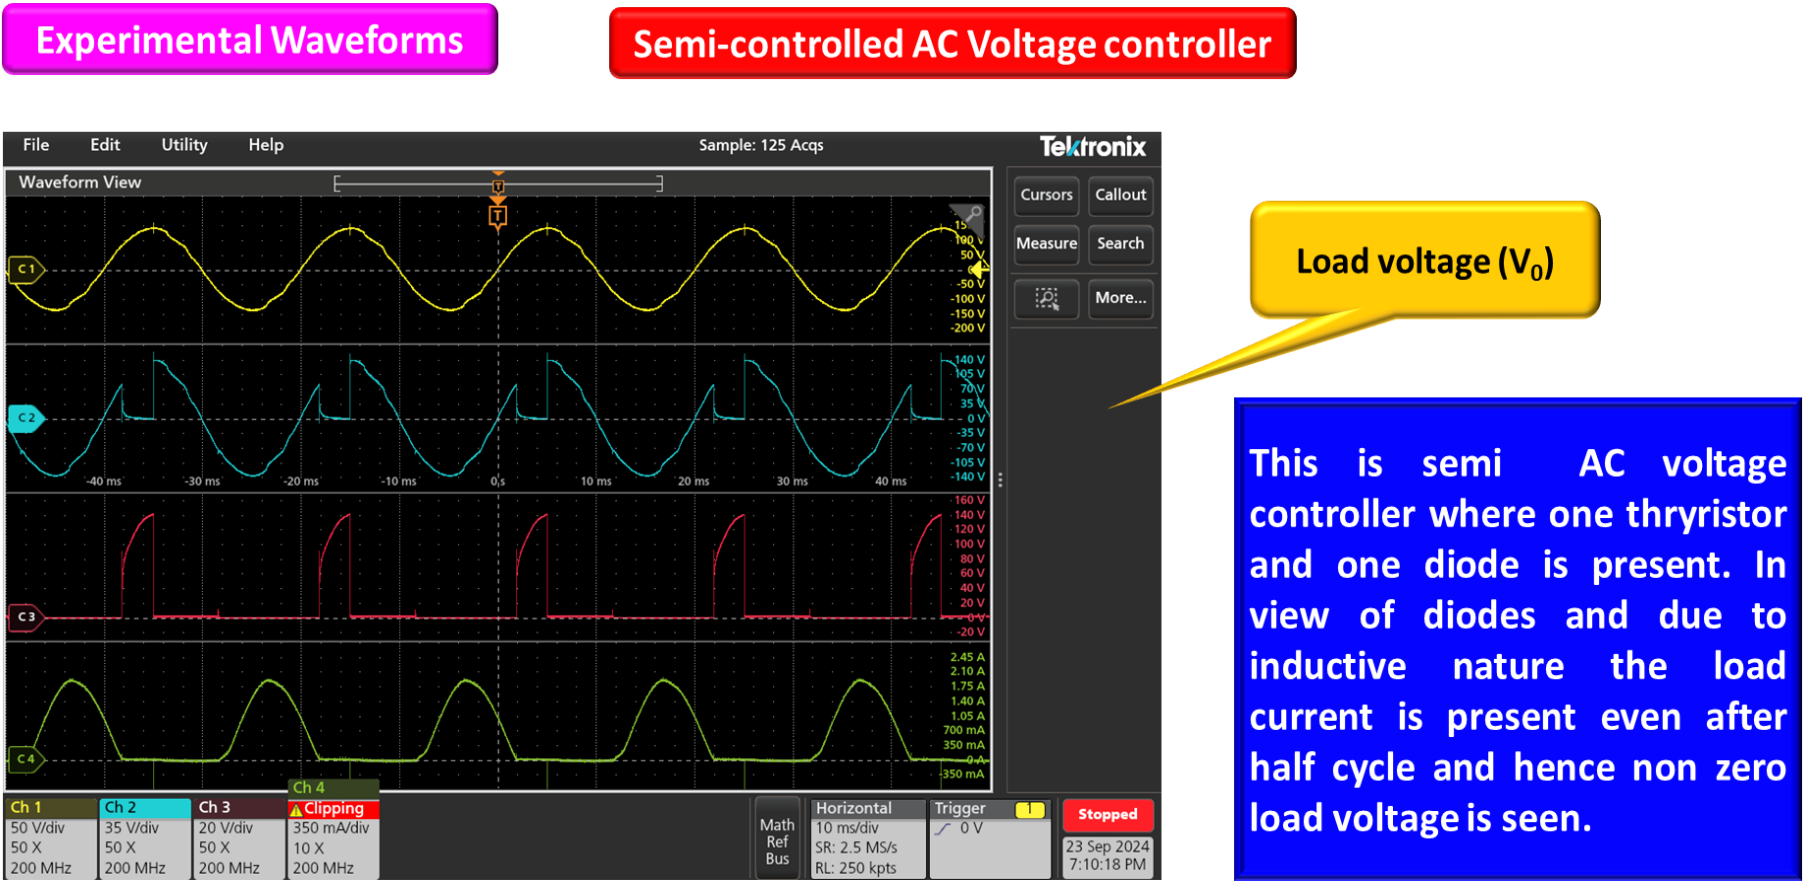 Experimental Waveforms
Semi-controlled AC Voltage controller
File Edit Utility Help
Sample: 125 Acqs
Tektronix
Waveform View
T
T
Cursors Callout
Measure Search
More...
C 1
100 V
50 V
-50 V
-100 V
-150 V
-200 V
C 2
140 V
105 V
70 V
35 V
0 V
-35 V
-70 V
-105 V
-140 V
-40 ms -30 ms -20 ms -10 ms 0 s 10 ms 20 ms 30 ms 40 ms
C 3
160 V
140 V
120 V
100 V
80 V
60 V
40 V
20 V
0 V
-20 V
C 4
2.45 A
2.10 A
1.75 A
1.40 A
1.05 A
700 mA
350 mA
0 A
-350 mA
Ch 1
50 V/div
50 X
200 MHz
Ch 2
35 V/div
50 X
200 MHz
Ch 3
20 V/div
50 X
200 MHz
Ch 4
Clipping
350 mA/div
10 X
200 MHz
Math
Ref
Bus
Horizontal
10 ms/div
SR: 2.5 MS/s
RL: 250 kpts
Trigger 1
0 V
Stopped
23 Sep 2024
7:10:18 PM
Load voltage (V0)
This is semi AC voltage
controller where one thryristor
and one diode is present. In
view of diodes and due to
inductive nature the load
current is present even after
half cycle and hence non zero
load voltage is seen.